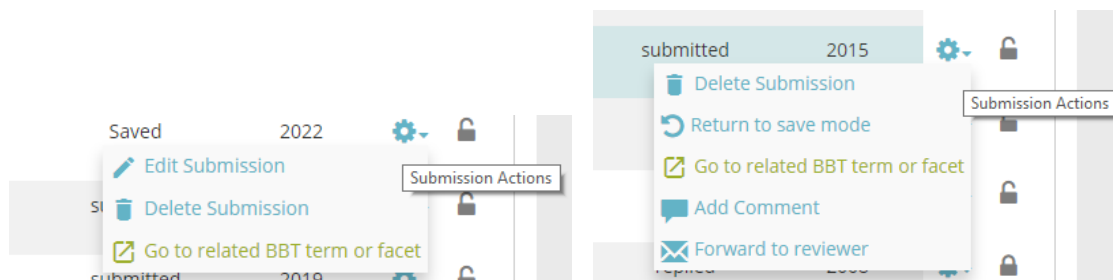 Saved 2022
Edit Submission
Submission Actions
Delete Submission
Go to related BBT term or facet
submitted 2019
submitted 2015
Delete Submission
Submission Actions
Return to save mode
Go to related BBT term or facet
Add Comment
Forward to reviewer
replied